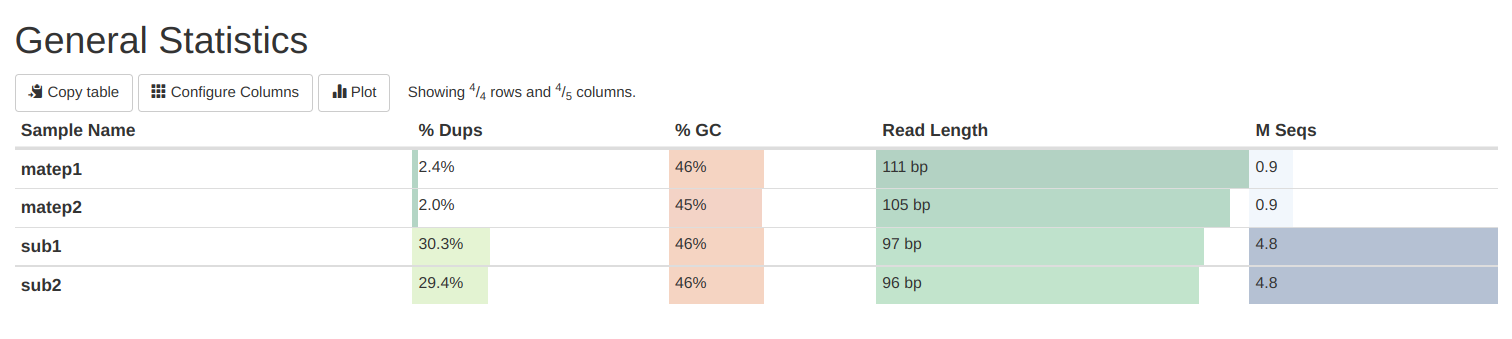 General Statistics
Copy table Configure Columns Plot Showing 4/4 rows and 4/5 columns.
Sample Name % Dups % GC Read Length M Seqs
matep1 2.4% 46% 111 bp 0.9
matep2 2.0% 45% 105 bp 0.9
sub1 30.3% 46% 97 bp 4.8
sub2 29.4% 46% 96 bp 4.8